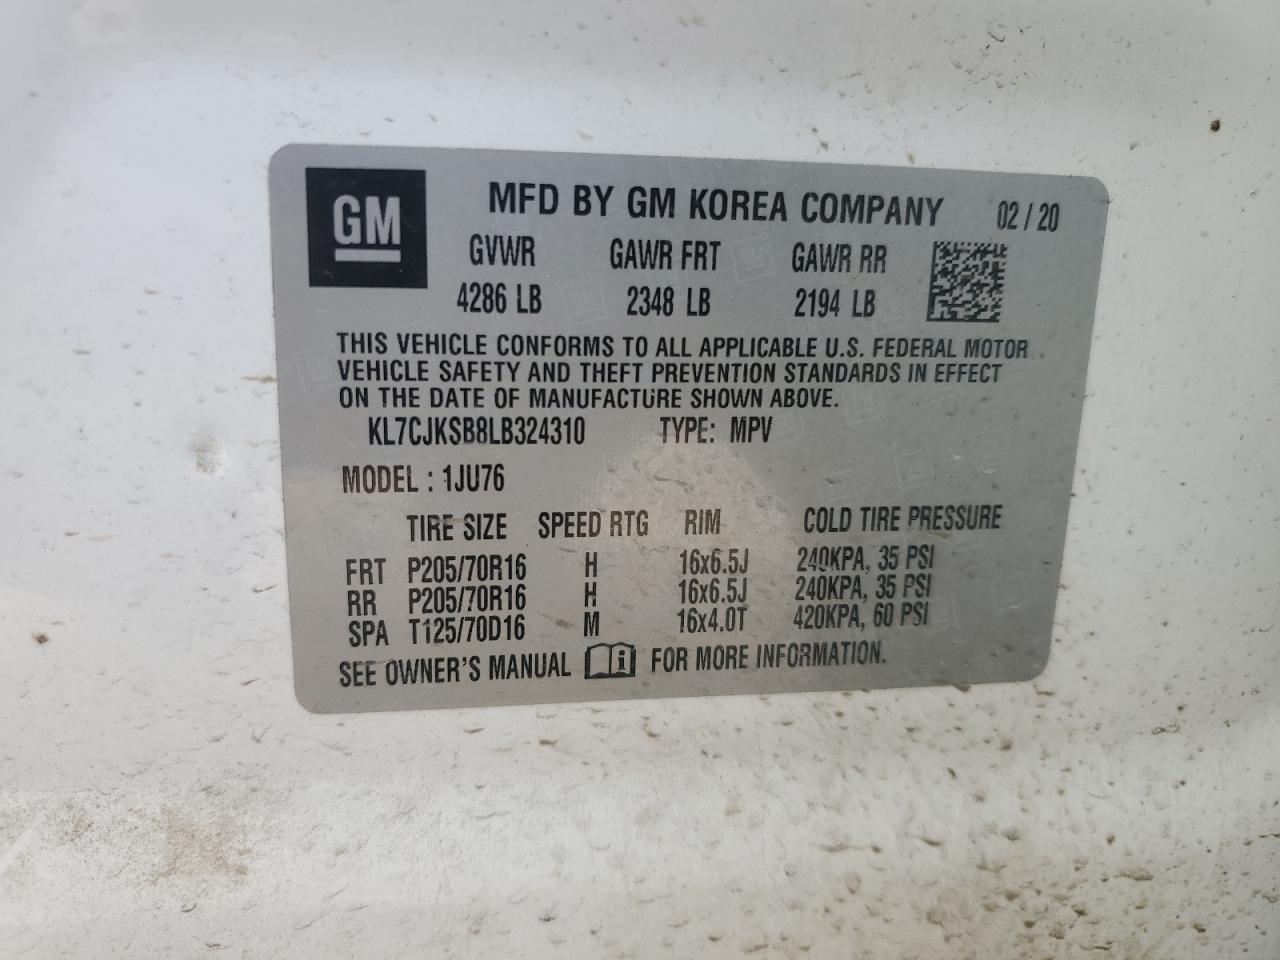 GM
MFD BY GM KOREA COMPANY 02 / 20
GVWR GAWR FRT GAWR RR
4286 LB 2348 LB 2194 LB
THIS VEHICLE CONFORMS TO ALL APPLICABLE U.S. FEDERAL MOTOR
VEHICLE SAFETY AND THEFT PREVENTION STANDARDS IN EFFECT
ON THE DATE OF MANUFACTURE SHOWN ABOVE.
KL7CJKSB8LB324310 TYPE: MPV
MODEL : 1JU76
TIRE SIZE SPEED RTG RIM COLD TIRE PRESSURE
FRT P205/70R16 H 16x6.5J 240KPA, 35 PSI
RR P205/70R16 H 16x6.5J 240KPA, 35 PSI
SPA T125/70D16 M 16x4.0T 420KPA, 60 PSI
SEE OWNER'S MANUAL i FOR MORE INFORMATION.